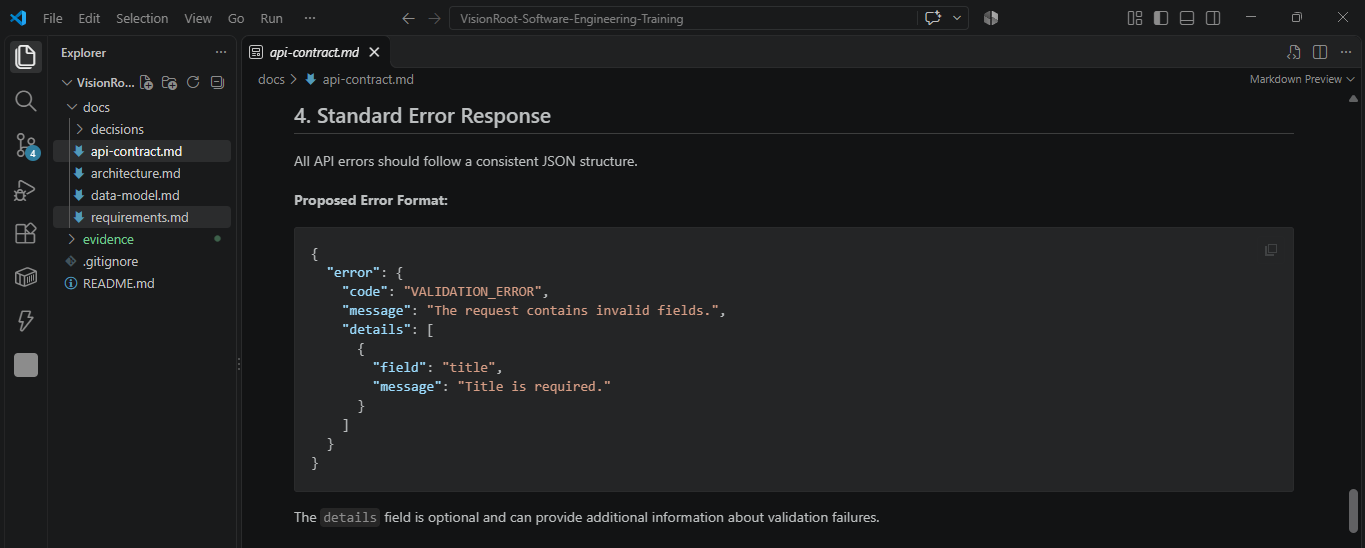 File Edit Selection View Go Run ··· VisionRoot-Software-Engineering-Training
Explorer ···
VisionRo...
docs
decisions
api-contract.md
architecture.md
data-model.md
requirements.md
evidence
.gitignore
README.md
4
api-contract.md
docs > api-contract.md
Markdown Preview
4. Standard Error Response
All API errors should follow a consistent JSON structure.
Proposed Error Format:
{
  "error": {
    "code": "VALIDATION_ERROR",
    "message": "The request contains invalid fields.",
    "details": [
      {
        "field": "title",
        "message": "Title is required."
      }
    ]
  }
}
The details field is optional and can provide additional information about validation failures.